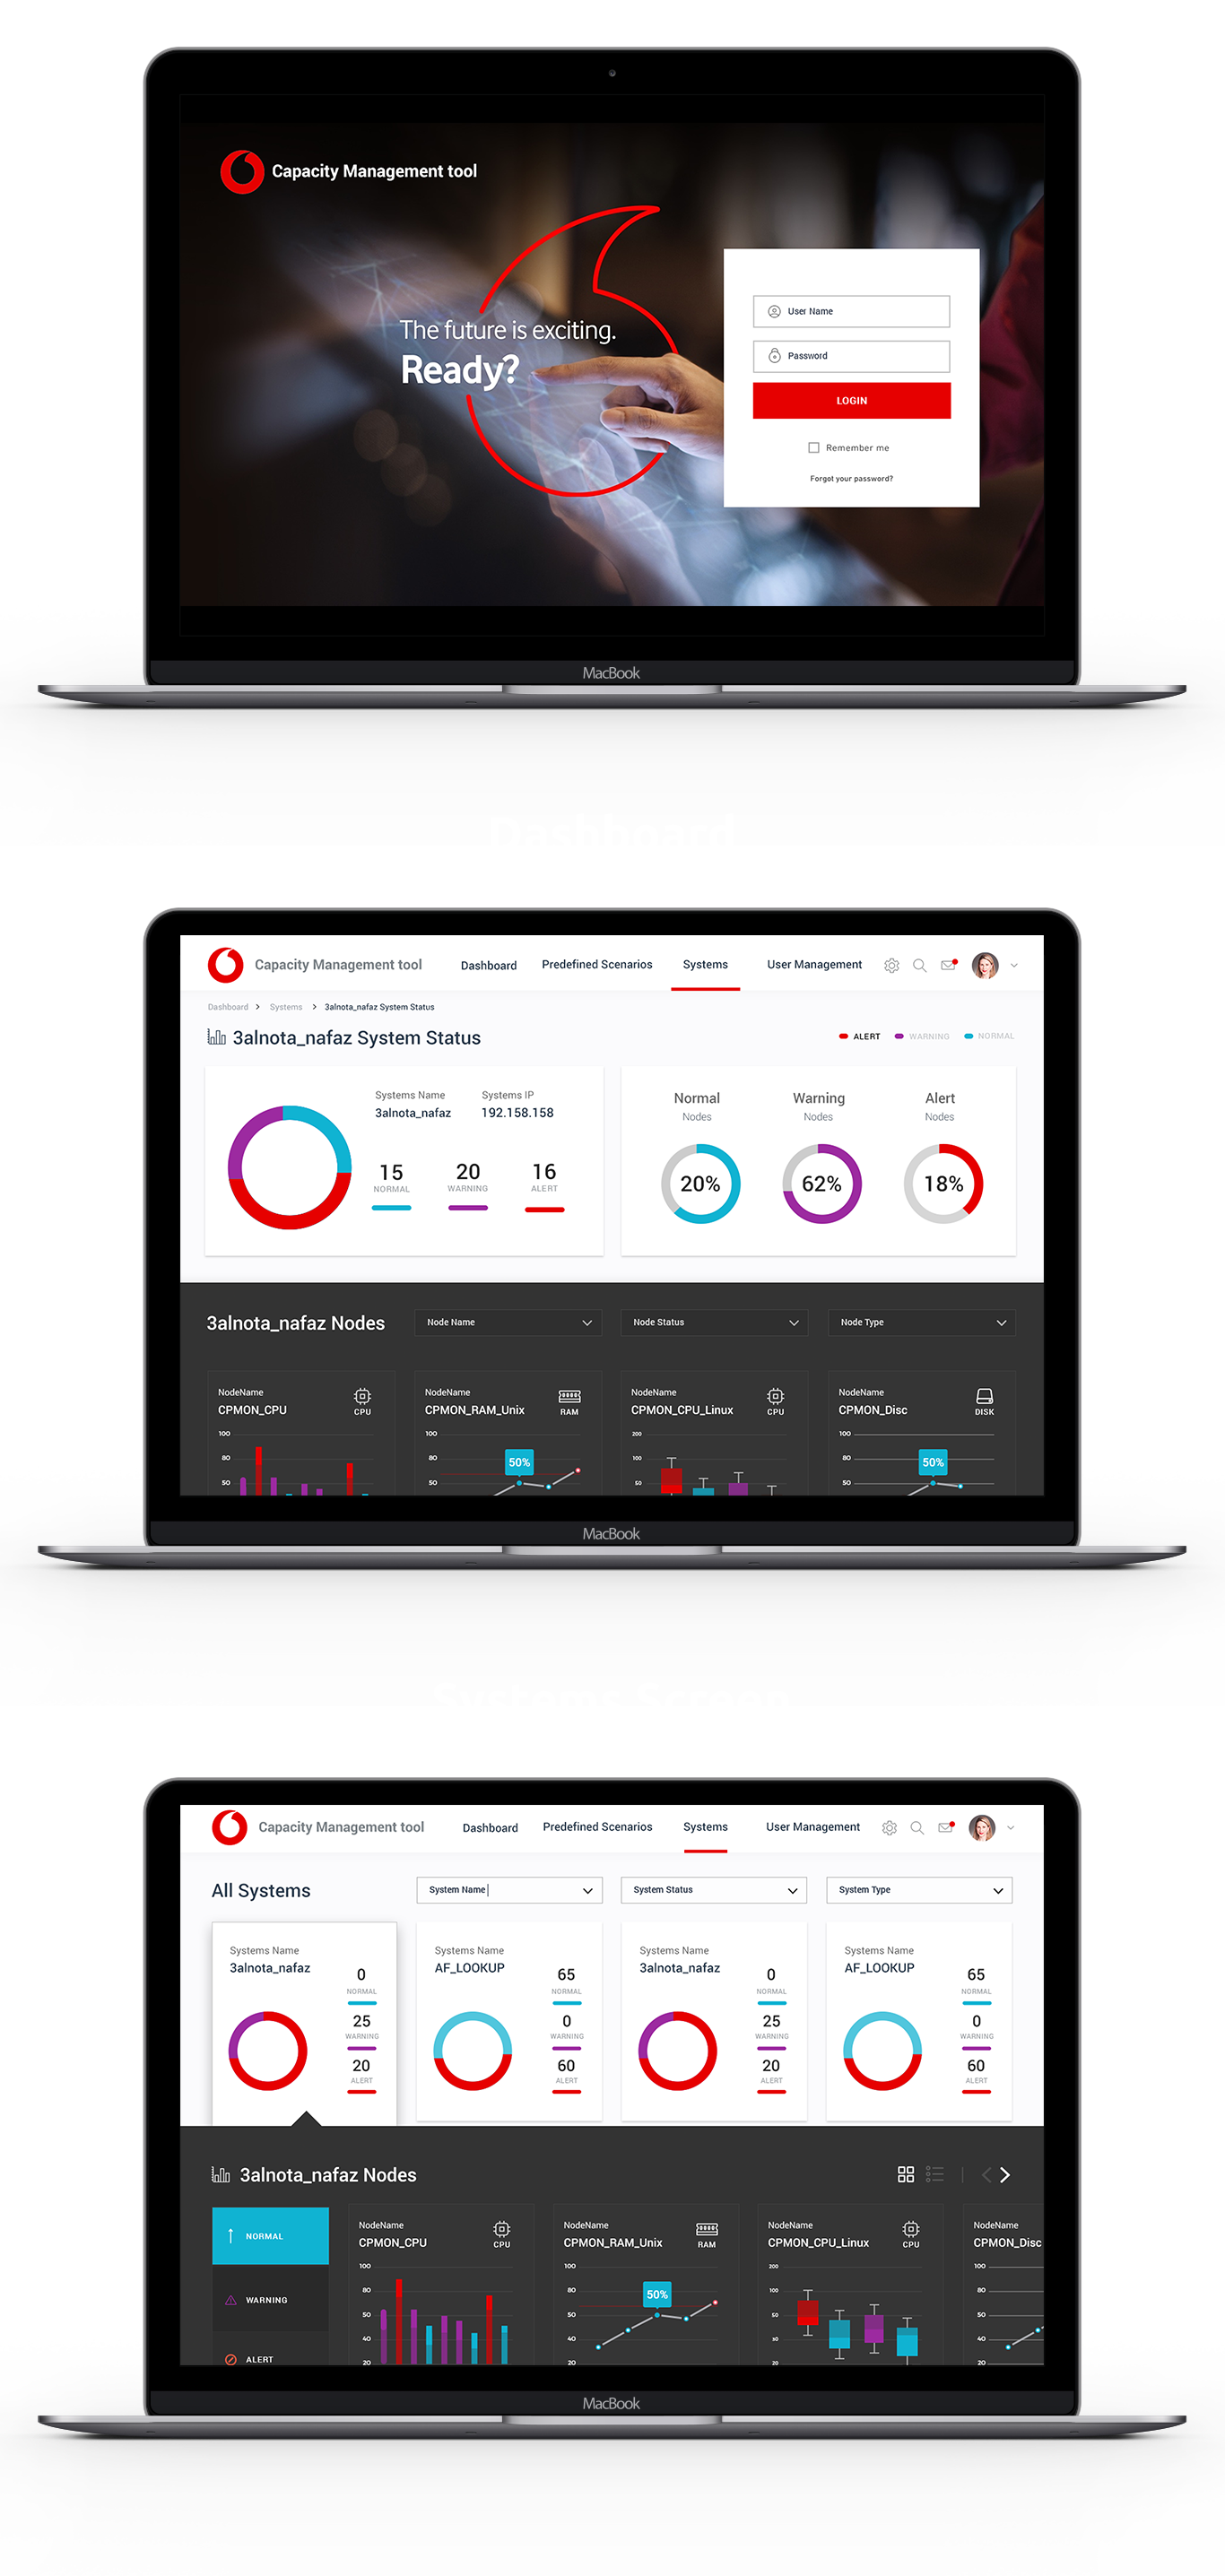 Capacity Management tool
The future is exciting.
Ready?
User Name
Password
LOGIN
Remember me
Forgot your password?
MacBook
Dashboard
Capacity Management tool
Dashboard
Predefined Scenarios
Systems
User Management
Dashboard > Systems > 3alnota_nafaz System Status
3alnota_nafaz System Status
ALERT
WARNING
NORMAL
Systems Name
Systems IP
3alnota_nafaz
192.158.158
15
20
16
NORMAL
WARNING
ALERT
Normal
Warning
Alert
Nodes
Nodes
Nodes
20%
62%
18%
3alnota_nafaz Nodes
Node Name
Node Status
Node Type
NodeName
CPMON_CPU
CPU
100
80
50
NodeName
CPMON_RAM_Unix
RAM
100
80
50
50%
NodeName
CPMON_CPU_Linux
CPU
200
100
50
NodeName
CPMON_Disc
DISK
100
80
50
50%
MacBook
Systems Screen
Capacity Management tool
Dashboard
Predefined Scenarios
Systems
User Management
All Systems
System Name
System Status
System Type
Systems Name
3alnota_nafaz
0
NORMAL
25
WARNING
20
ALERT
Systems Name
AF_LOOKUP
65
NORMAL
0
WARNING
60
ALERT
Systems Name
3alnota_nafaz
0
NORMAL
25
WARNING
20
ALERT
Systems Name
AF_LOOKUP
65
NORMAL
0
WARNING
60
ALERT
3alnota_nafaz Nodes
NORMAL
WARNING
ALERT
NodeName
CPMON_CPU
CPU
100
80
50
40
20
NodeName
CPMON_RAM_Unix
RAM
100
80
50
40
20
50%
NodeName
CPMON_CPU_Linux
CPU
200
100
50
30
20
NodeName
CPMON_Disc
100
80
50
40
20
MacBook